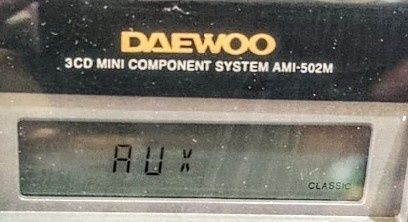 DAEWOO
3CD MINI COMPONENT SYSTEM AMI-502M
AUX
CLASSIC